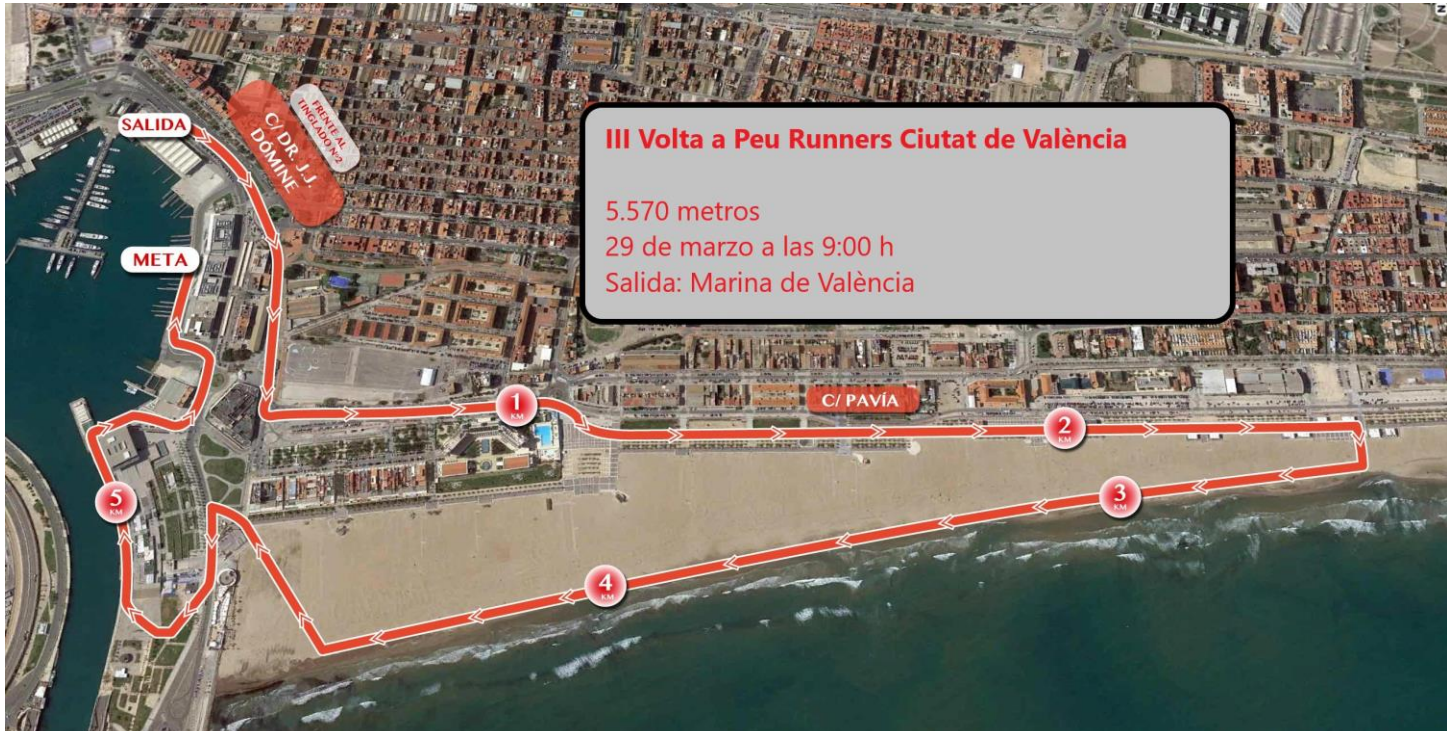 SALIDA
C/ DR. J.J.
DÓMINE
FRENTE AL
TINGLADO Nº2
III Volta a Peu Runners Ciutat de València
5.570 metros
29 de marzo a las 9:00 h
Salida: Marina de València
META
1
KM
C/ PAVÍA
2
KM
3
KM
4
KM
5
KM
N